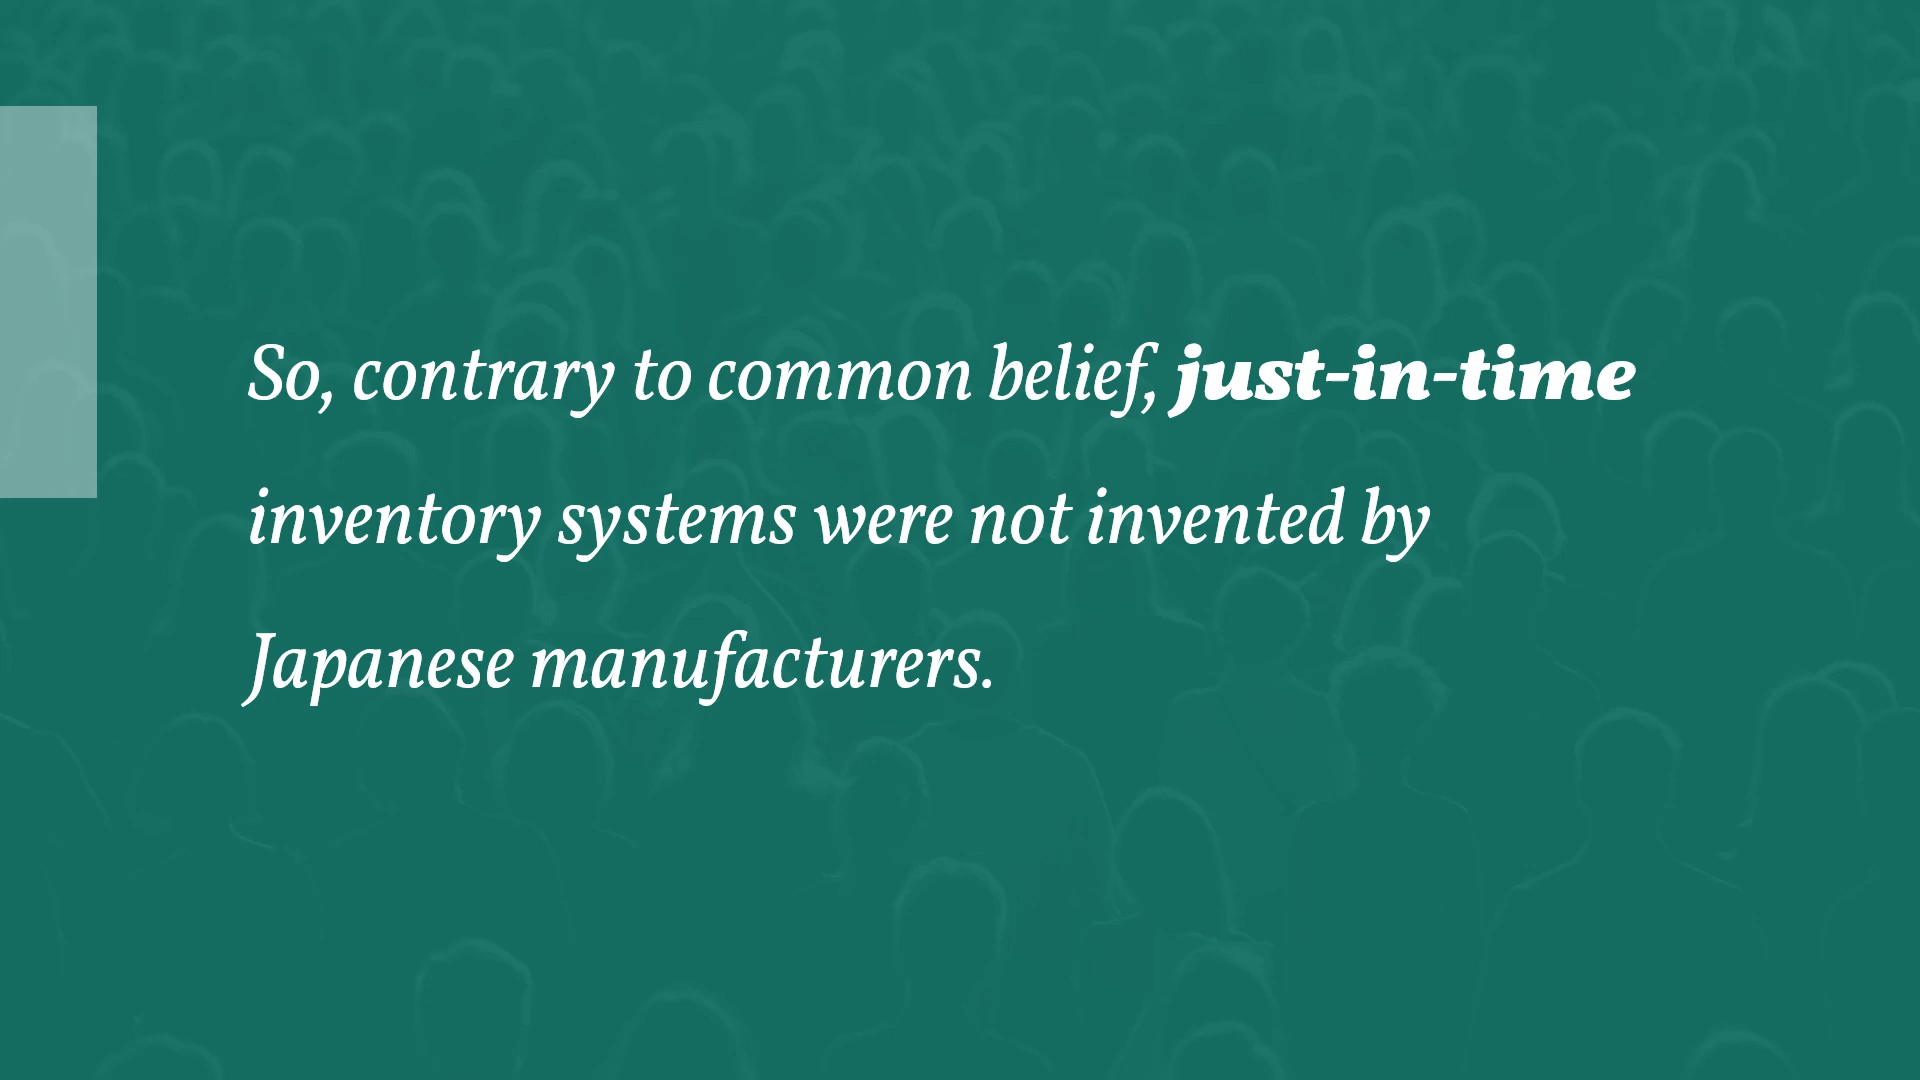 So, contrary to common belief, just-in-time
inventory systems were not invented by
Japanese manufacturers.